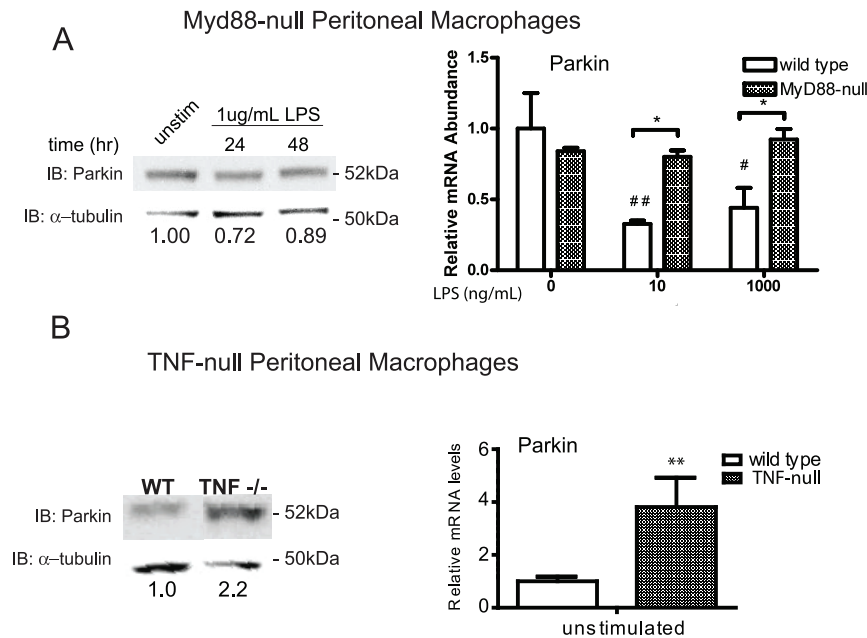 Myd88-null Peritoneal Macrophages
A
unstim
1ug/mL LPS
time (hr) 24 48
IB: Parkin - 52kDa
IB: α-tubulin - 50kDa
1.00 0.72 0.89
Parkin
wild type
MyD88-null
Relative mRNA Abundance
1.5
1.0
0.5
0.0
* *
## #
LPS (ng/mL) 0 10 1000
B
TNF-null Peritoneal Macrophages
WT TNF -/-
IB: Parkin - 52kDa
IB: α-tubulin - 50kDa
1.0 2.2
Parkin
wild type
TNF-null
Relative mRNA levels
6
4
2
0
**
unstimulated